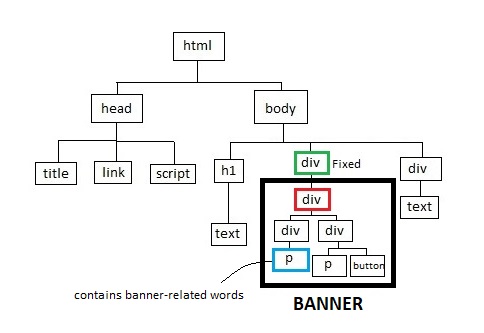 html
head
body
title
link
script
h1
div
Fixed
div
text
text
div
div
div
p
p
button
contains banner-related words
BANNER